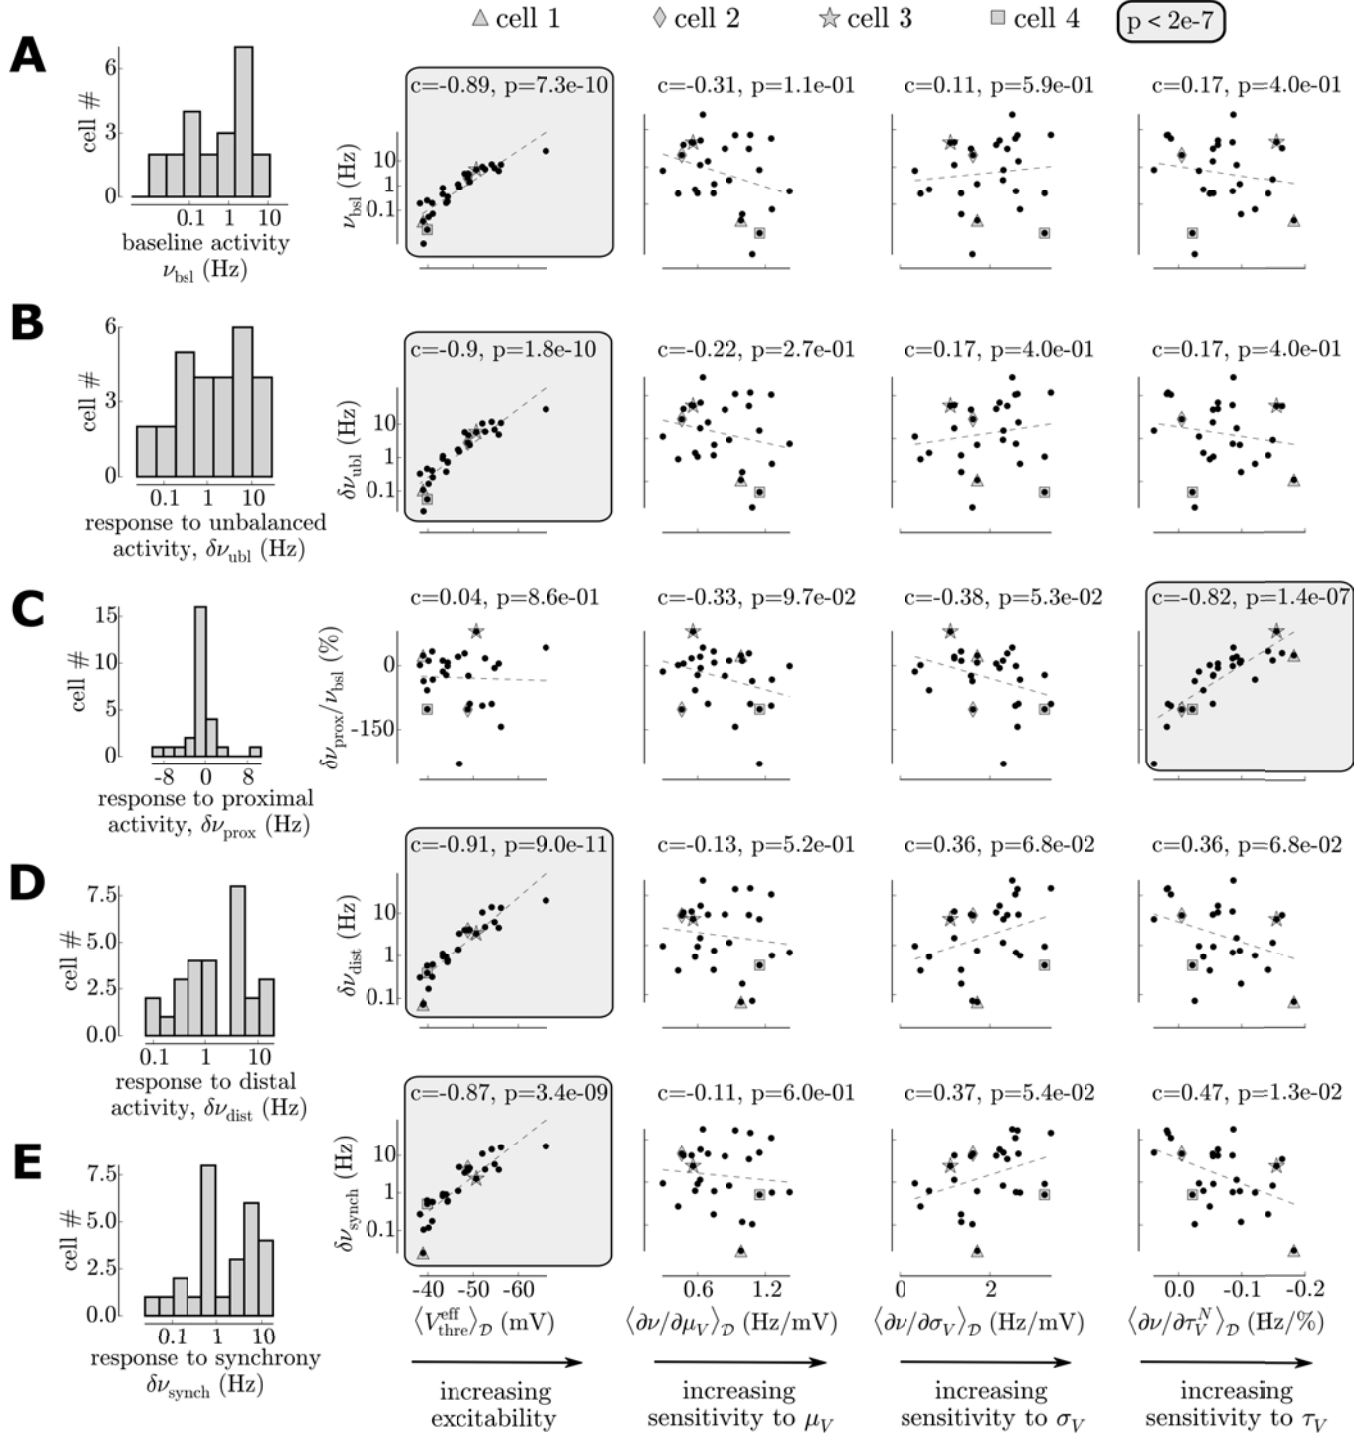 cell 1 cell 2 cell 3 cell 4 p < 2e-7
A
6
3
0
cell #
0.1 1 10
baseline activity
ν_bsl (Hz)
c=-0.89, p=7.3e-10 c=-0.31, p=1.1e-01 c=0.11, p=5.9e-01 c=0.17, p=4.0e-01
ν_bsl (Hz)
10
1
0.1
B
6
3
0
cell #
0.1 1 10
response to unbalanced
activity, δν_ubl (Hz)
c=-0.9, p=1.8e-10 c=-0.22, p=2.7e-01 c=0.17, p=4.0e-01 c=0.17, p=4.0e-01
δν_ubl (Hz)
10
1
0.1
C
15
10
5
0
cell #
-8 0 8
response to proximal
activity, δν_prox (Hz)
c=0.04, p=8.6e-01 c=-0.33, p=9.7e-02 c=-0.38, p=5.3e-02 c=-0.82, p=1.4e-07
δν_prox/ν_bsl (%)
0
-150
D
7.5
5.0
2.5
0.0
cell #
0.1 1 10
response to distal
activity, δν_dist (Hz)
c=-0.91, p=9.0e-11 c=-0.13, p=5.2e-01 c=0.36, p=6.8e-02 c=0.36, p=6.8e-02
δν_dist (Hz)
10
1
0.1
E
7.5
5.0
2.5
0.0
cell #
0.1 1 10
response to synchrony
δν_synch (Hz)
c=-0.87, p=3.4e-09 c=-0.11, p=6.0e-01 c=0.37, p=5.4e-02 c=0.47, p=1.3e-02
δν_synch (Hz)
10
1
0.1
-40 -50 -60 0.6 1.2 0 2 0.0 -0.1 -0.2
⟨V_thre^eff⟩_D (mV) ⟨∂ν/∂μ_V⟩_D (Hz/mV) ⟨∂ν/∂σ_V⟩_D (Hz/mV) ⟨∂ν/∂τ_V^N⟩_D (Hz/%)
increasing increasing increasing increasing
excitability sensitivity to μ_V sensitivity to σ_V sensitivity to τ_V